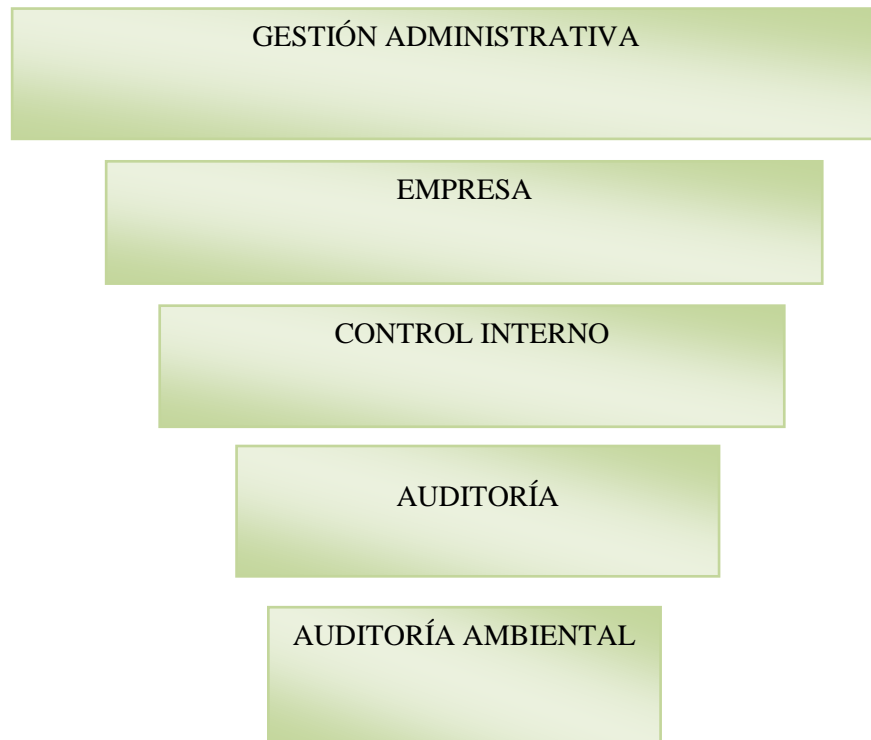 GESTIÓN ADMINISTRATIVA
EMPRESA
CONTROL INTERNO
AUDITORÍA
AUDITORÍA AMBIENTAL